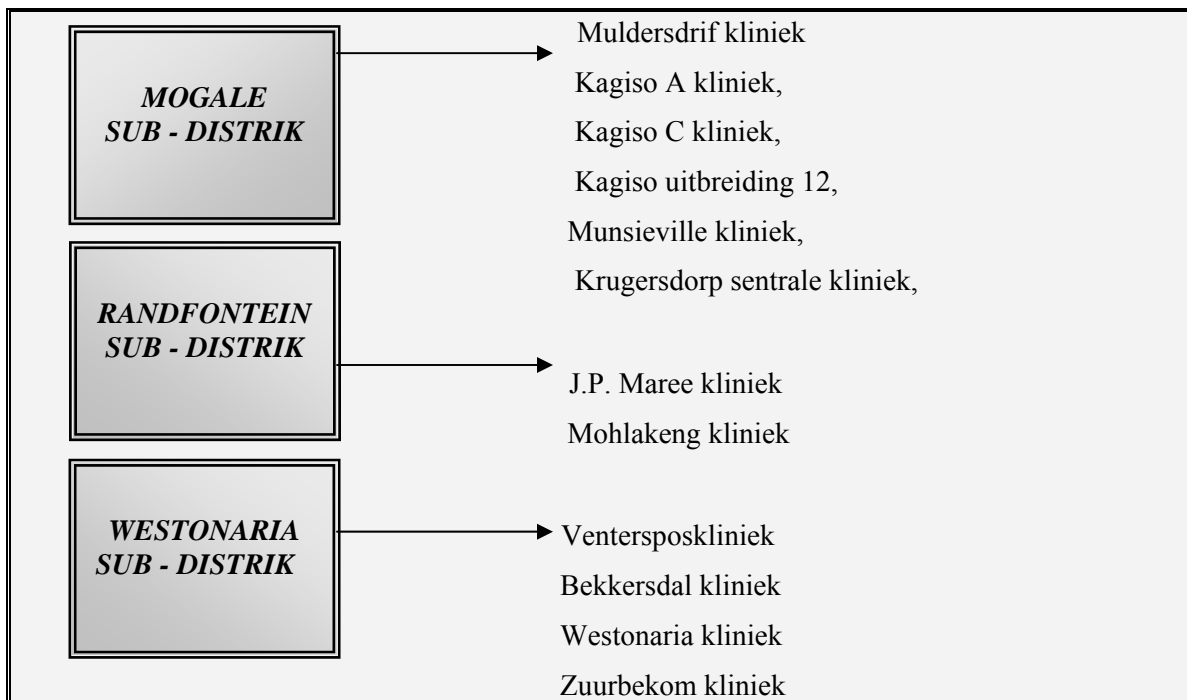 MOGALE
SUB - DISTRIK
Muldersdrif kliniek
Kagiso A kliniek,
Kagiso C kliniek,
Kagiso uitbreiding 12,
Munsieville kliniek,
Krugersdorp sentrale kliniek,
RANDFONTEIN
SUB - DISTRIK
J.P. Maree kliniek
Mohlakeng kliniek
WESTONARIA
SUB - DISTRIK
Ventersposkliniek
Bekkersdal kliniek
Westonaria kliniek
Zuurbekom kliniek